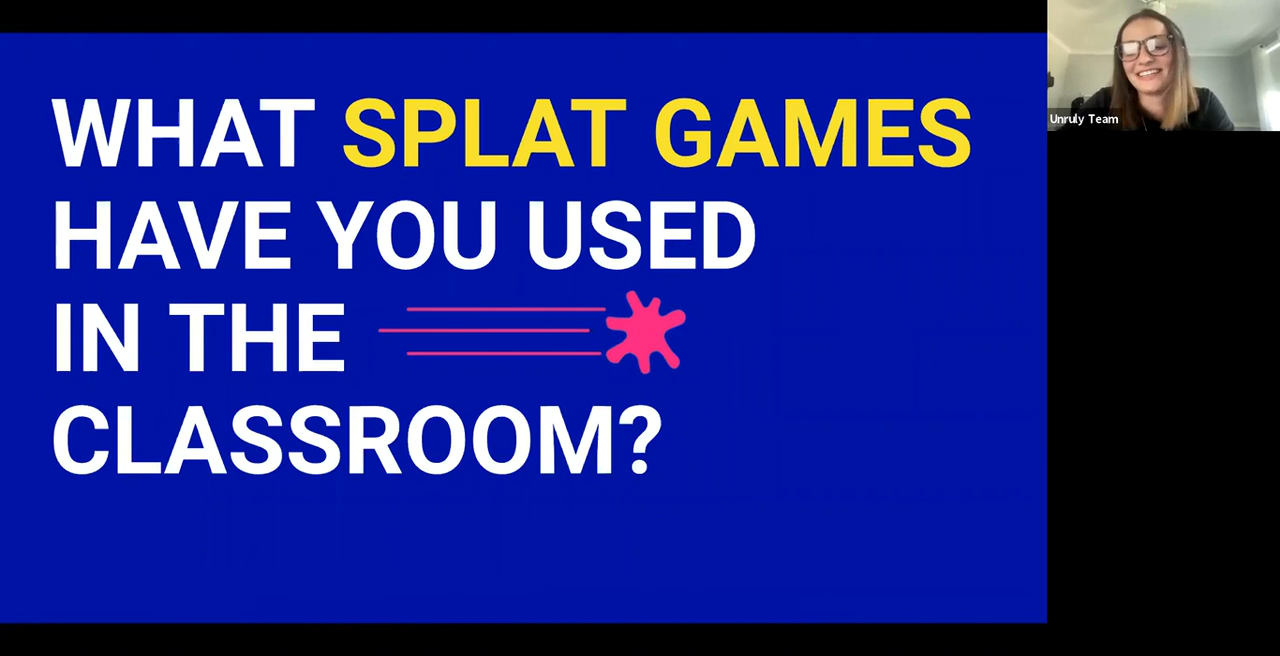 WHAT SPLAT GAMES
HAVE YOU USED
IN THE
CLASSROOM?
Unruly Team